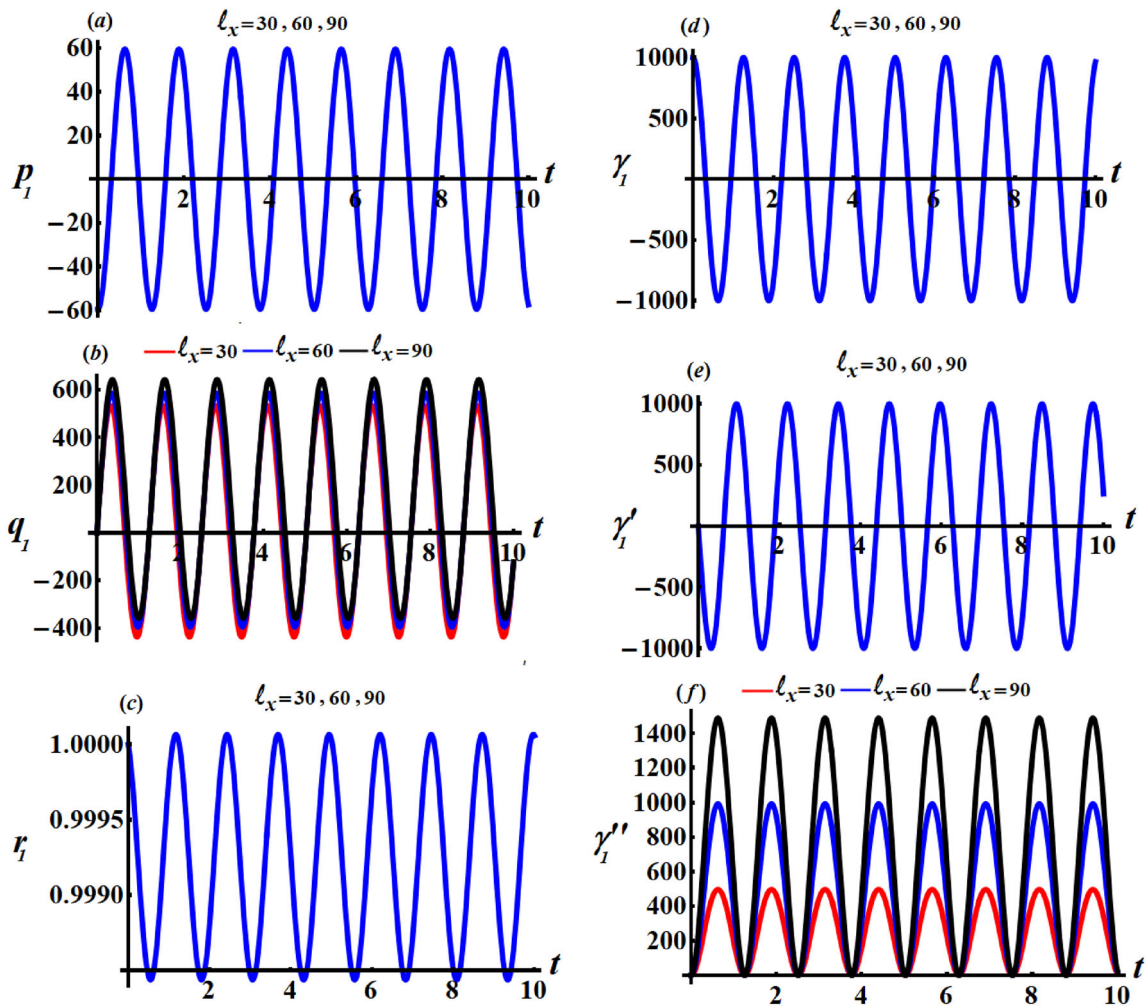 (a)
ℓx=30, 60, 90
60
40
20
p1
−20
−40
−60
2 4 6 8 10
t
(b)
ℓx=30 ℓx=60 ℓx=90
600
400
200
q1
−200
−400
2 4 6 8 10
t
(c)
ℓx=30, 60, 90
1.0000
0.9995
r1
0.9990
2 4 6 8 10
t
(d)
ℓx=30, 60, 90
1000
500
γ1
−500
−1000
2 4 6 8 10
t
(e)
ℓx=30, 60, 90
1000
500
γ1′
−500
−1000
2 4 6 8 10
t
(f)
ℓx=30 ℓx=60 ℓx=90
1400
1200
1000
800
γ1″
600
400
200
2 4 6 8 10
t